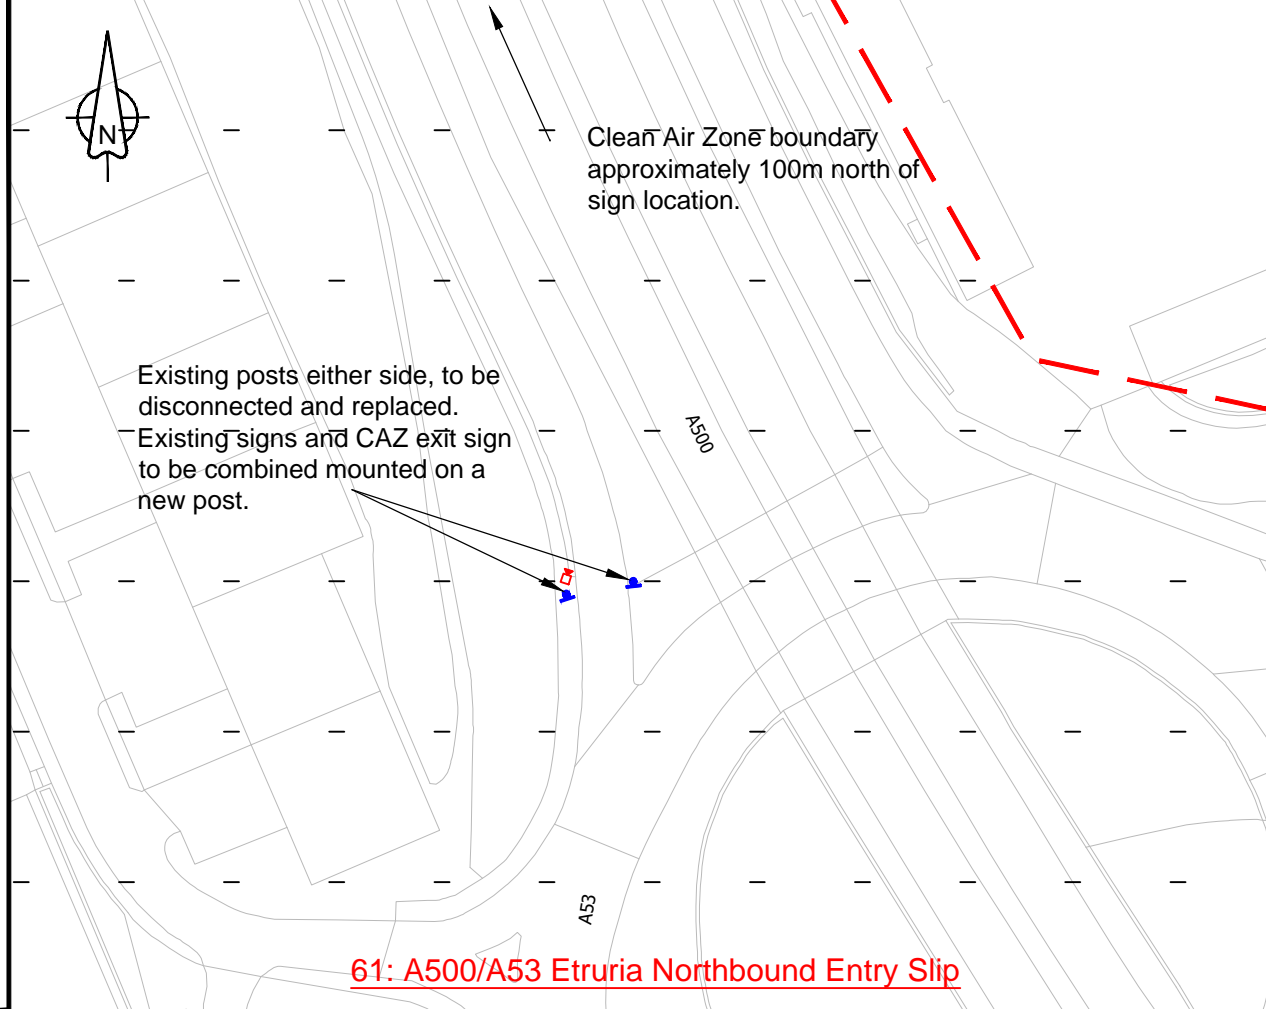 N
Clean Air Zone boundary
approximately 100m north of
sign location.
Existing posts either side, to be
disconnected and replaced.
Existing signs and CAZ exit sign
to be combined mounted on a
new post.
A500
A53
61: A500/A53 Etruria Northbound Entry Slip